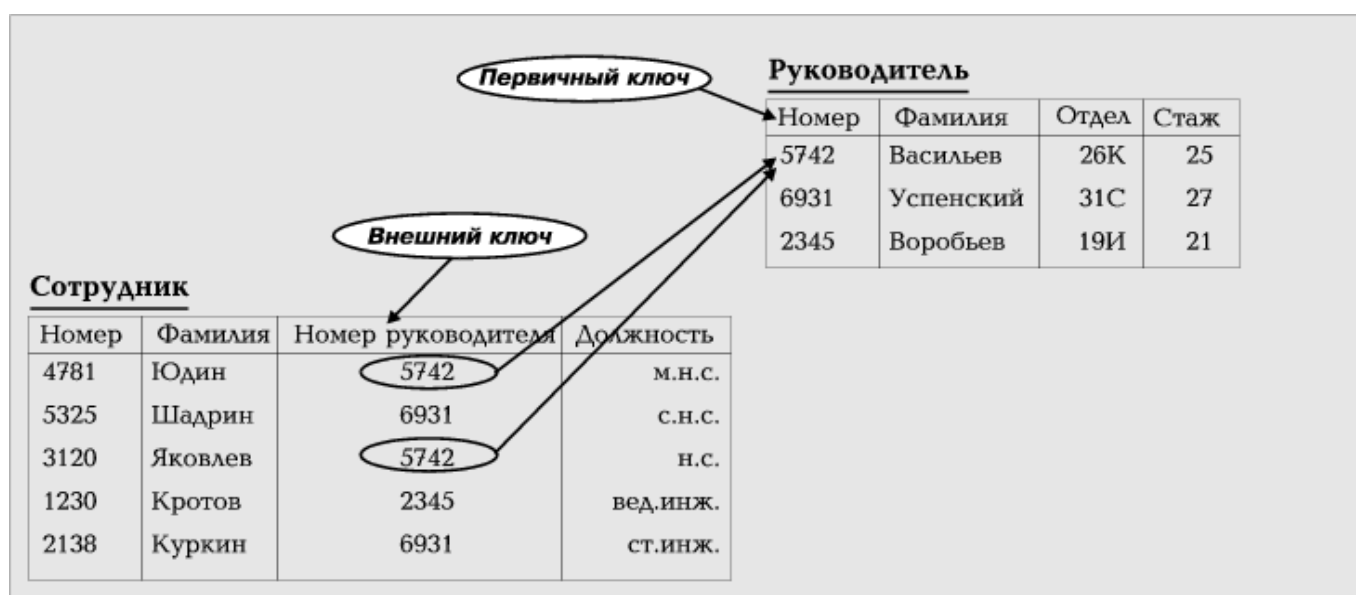 Первичный ключ
Руководитель
Номер Фамилия Отдел Стаж
5742 Васильев 26К 25
6931 Успенский 31С 27
2345 Воробьев 19И 21
Внешний ключ
Сотрудник
Номер Фамилия Номер руководителя Должность
4781 Юдин 5742 м.н.с.
5325 Шадрин 6931 с.н.с.
3120 Яковлев 5742 н.с.
1230 Кротов 2345 вед.инж.
2138 Куркин 6931 ст.инж.